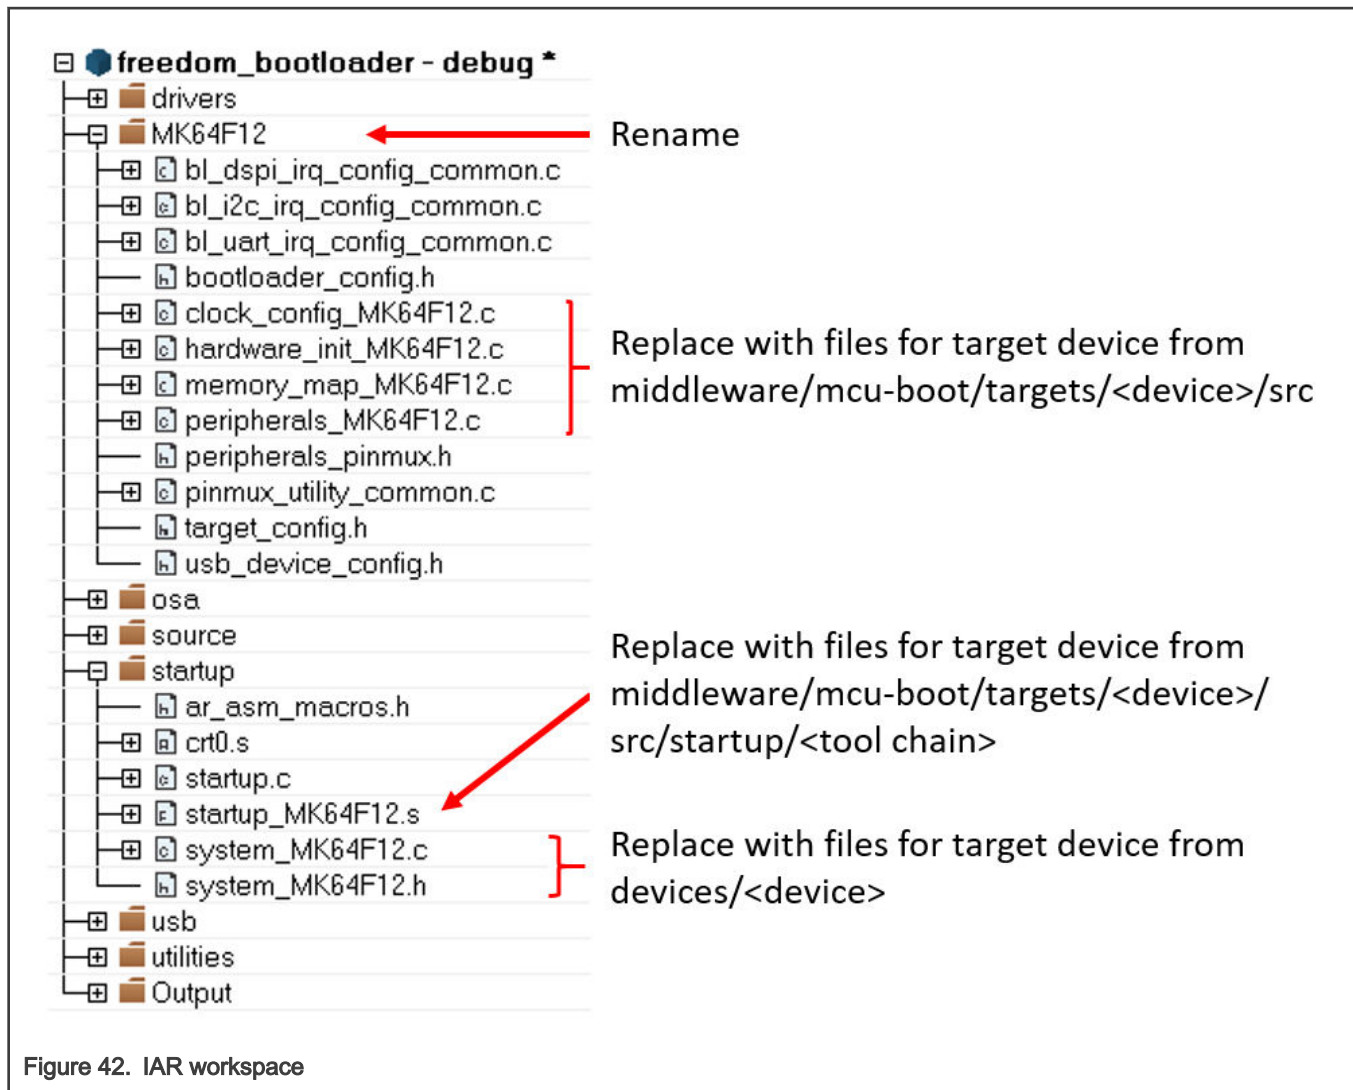 freedom_bootloader - debug *
drivers
MK64F12
Rename
bl_dspi_irq_config_common.c
bl_i2c_irq_config_common.c
bl_uart_irq_config_common.c
bootloader_config.h
clock_config_MK64F12.c
hardware_init_MK64F12.c
memory_map_MK64F12.c
peripherals_MK64F12.c
Replace with files for target device from
middleware/mcu-boot/targets/<device>/src
peripherals_pinmux.h
pinmux_utility_common.c
target_config.h
usb_device_config.h
osa
source
startup
ar_asm_macros.h
crt0.s
startup.c
startup_MK64F12.s
Replace with files for target device from
middleware/mcu-boot/targets/<device>/
src/startup/<tool chain>
system_MK64F12.c
system_MK64F12.h
Replace with files for target device from
devices/<device>
usb
utilities
Output
Figure 42. IAR workspace